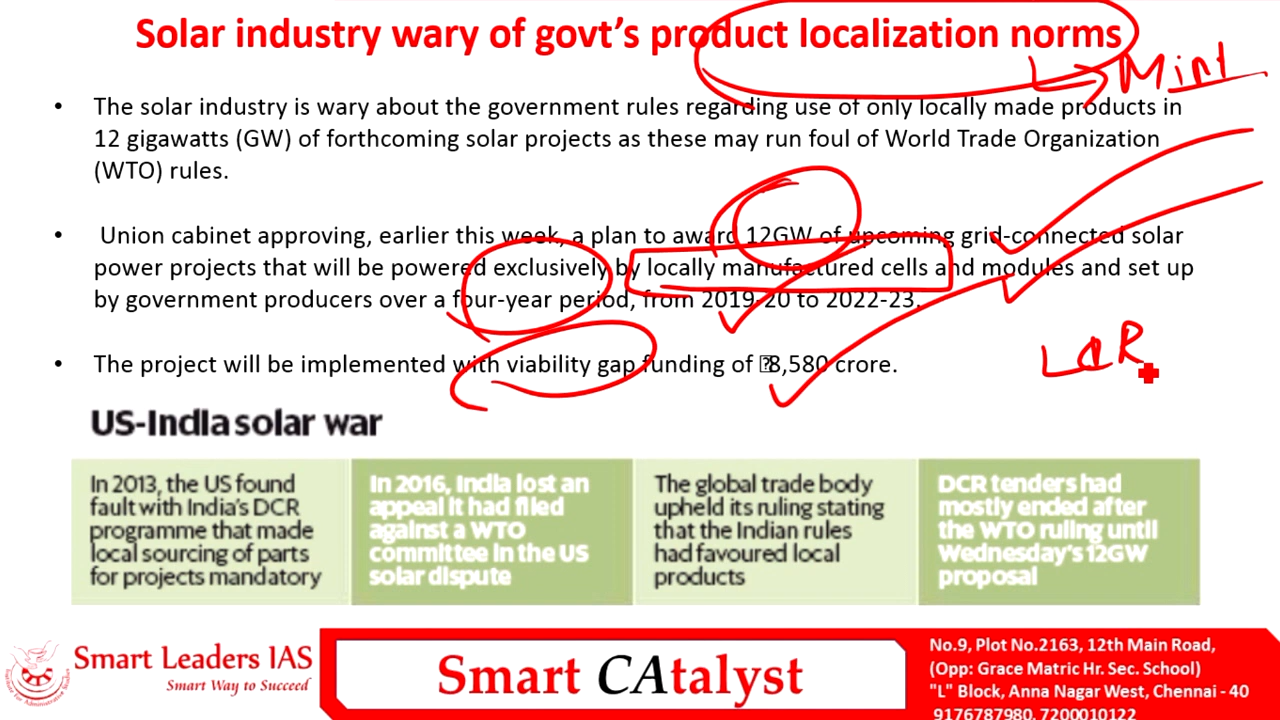 Solar industry wary of govt's product localization norms
Mint
• The solar industry is wary about the government rules regarding use of only locally made products in
12 gigawatts (GW) of forthcoming solar projects as these may run foul of World Trade Organization
(WTO) rules.
• Union cabinet approving, earlier this week, a plan to award 12GW of upcoming grid-connected solar
power projects that will be powered exclusively by locally manufactured cells and modules and set up
by government producers over a four-year period, from 2019-20 to 2022-23.
• The project will be implemented with viability gap funding of 8,580 crore.
US-India solar war
In 2013, the US found
fault with India's DCR
programme that made
local sourcing of parts
for projects mandatory
In 2016, India lost an
appeal it had filed
against a WTO
committee in the US
solar dispute
The global trade body
upheld its ruling stating
that the Indian rules
had favoured local
products
DCR tenders had
mostly ended after
the WTO ruling until
Wednesday's 12GW
proposal
Smart Leaders IAS
Smart Way to Succeed
Smart CAtalyst
No.9, Plot No.2163, 12th Main Road,
(Opp: Grace Matric Hr. Sec. School)
"L" Block, Anna Nagar West, Chennai - 40
9176787980, 7200010122